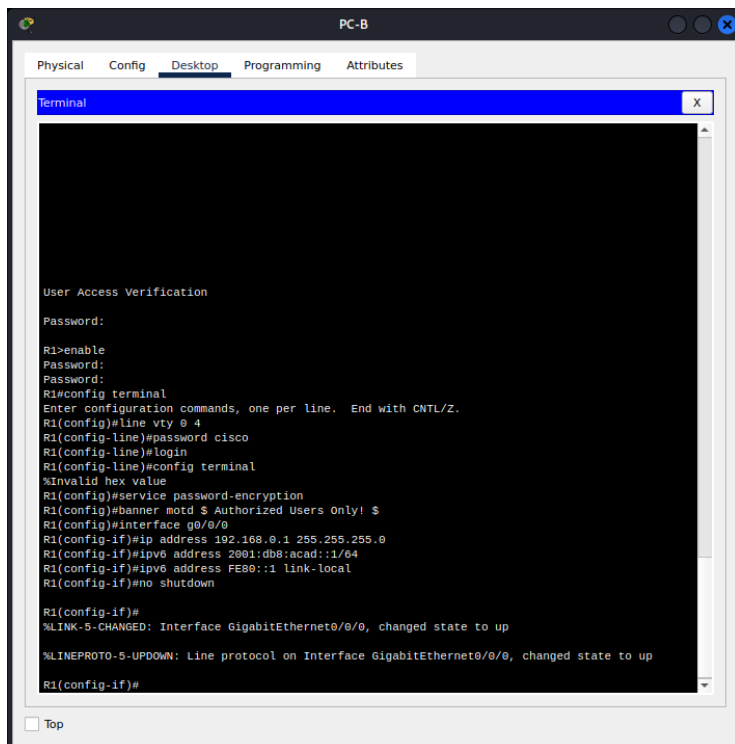 PC-B
Physical Config Desktop Programming Attributes
Terminal
X
User Access Verification
Password:
R1>enable
Password:
Password:
R1#config terminal
Enter configuration commands, one per line.  End with CNTL/Z.
R1(config)#line vty 0 4
R1(config-line)#password cisco
R1(config-line)#login
R1(config-line)#config terminal
%Invalid hex value
R1(config)#service password-encryption
R1(config)#banner motd $ Authorized Users Only! $
R1(config)#interface g0/0/0
R1(config-if)#ip address 192.168.0.1 255.255.255.0
R1(config-if)#ipv6 address 2001:db8:acad::1/64
R1(config-if)#ipv6 address FE80::1 link-local
R1(config-if)#no shutdown
R1(config-if)#
%LINK-5-CHANGED: Interface GigabitEthernet0/0/0, changed state to up
%LINEPROTO-5-UPDOWN: Line protocol on Interface GigabitEthernet0/0/0, changed state to up
R1(config-if)#
Top